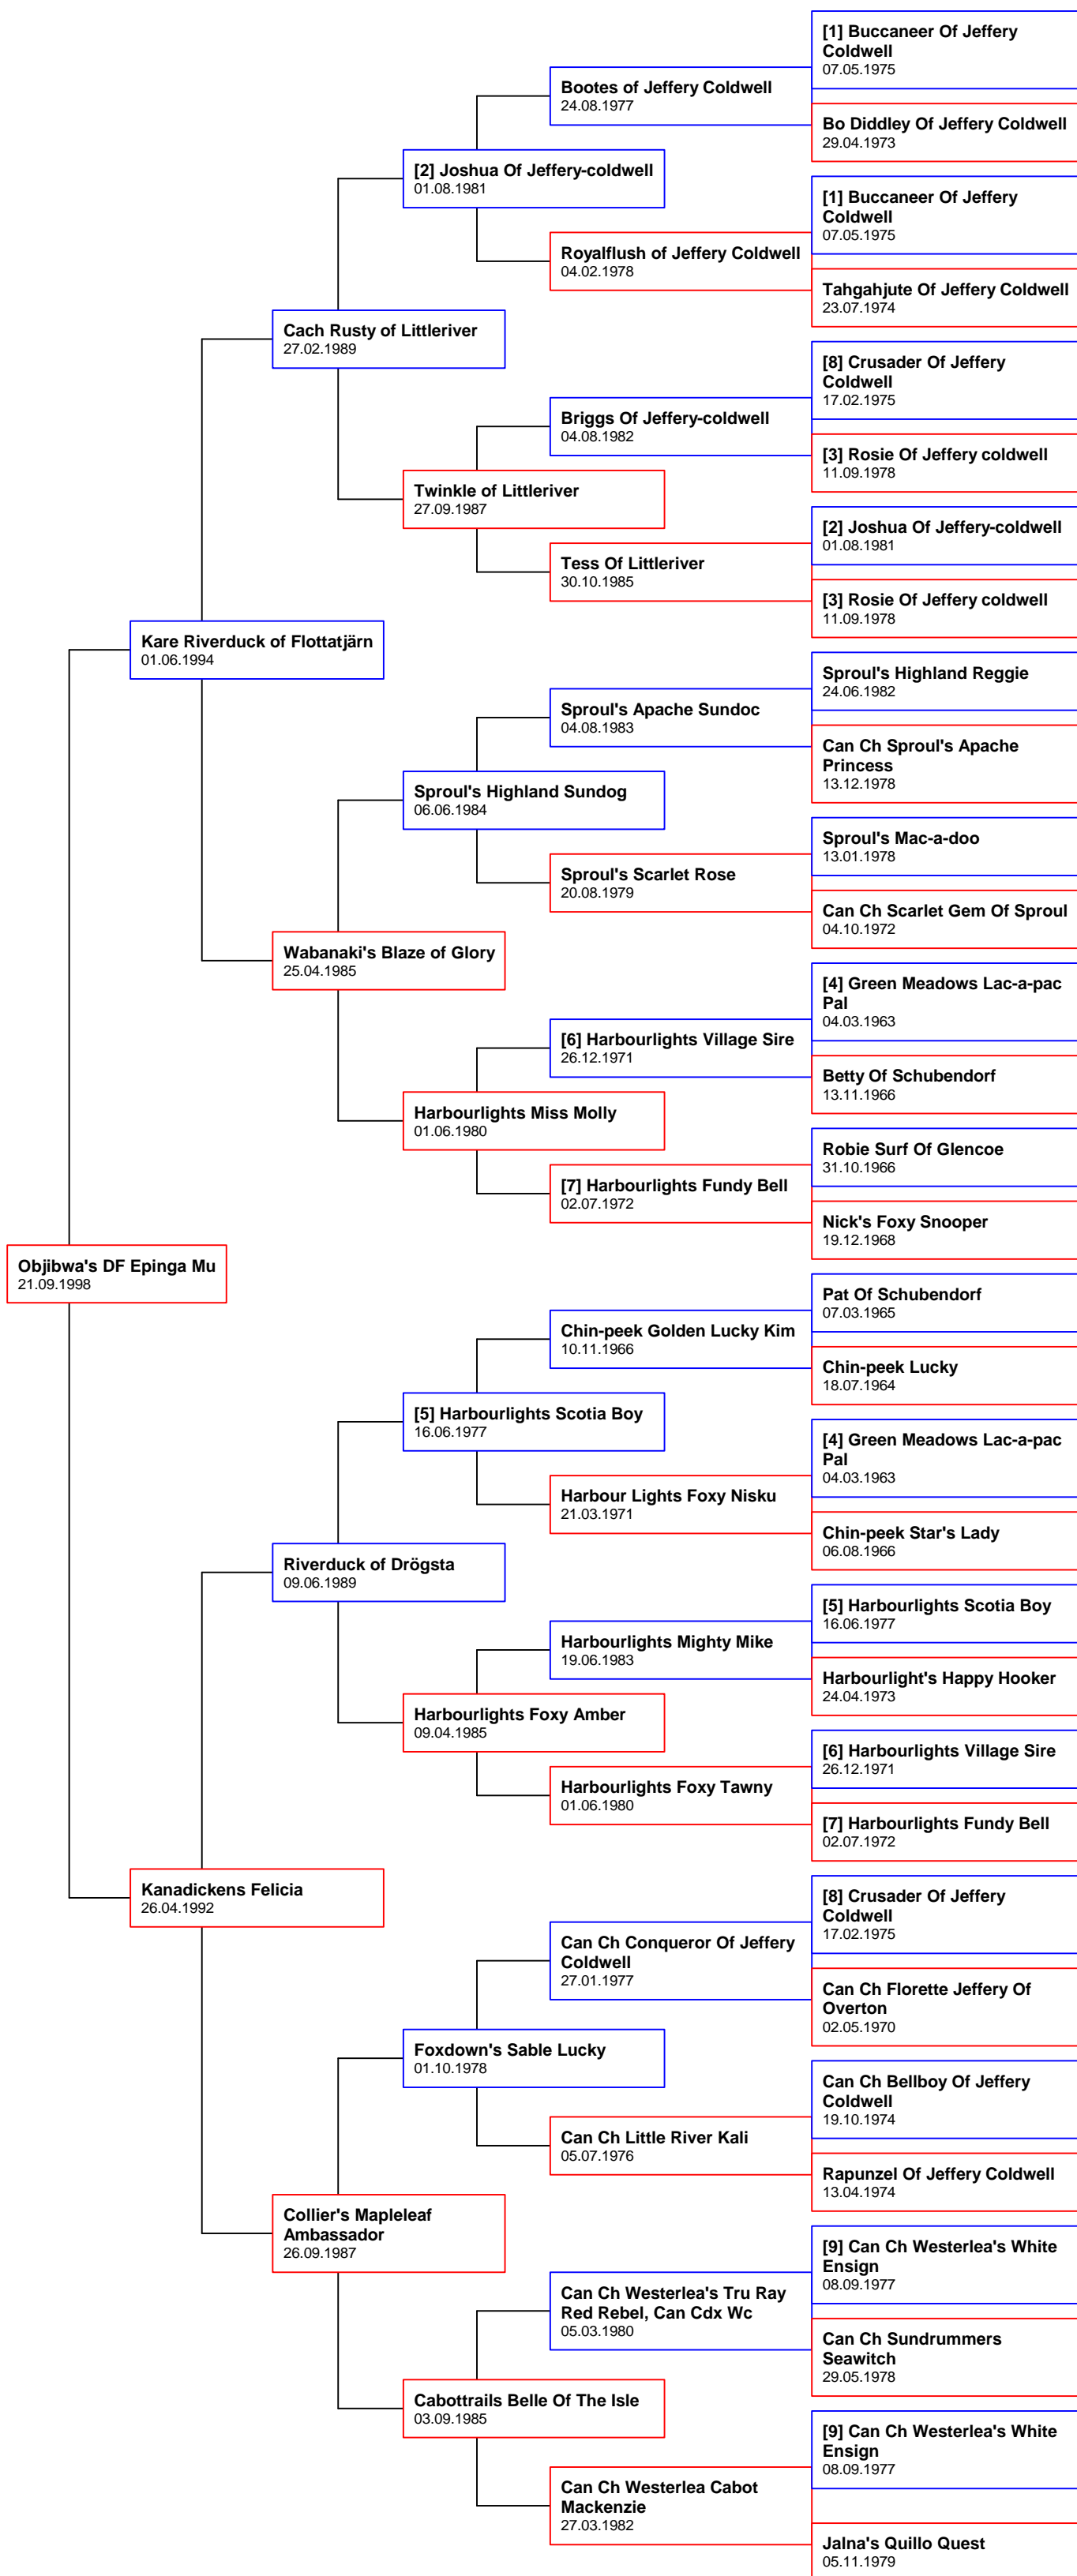 [1] Buccaneer Of Jeffery
Coldwell
07.05.1975
Bootes of Jeffery Coldwell
24.08.1977
Bo Diddley Of Jeffery Coldwell
29.04.1973
[2] Joshua Of Jeffery-coldwell
01.08.1981
[1] Buccaneer Of Jeffery
Coldwell
07.05.1975
Royalflush of Jeffery Coldwell
04.02.1978
Tahgahjute Of Jeffery Coldwell
23.07.1974
Cach Rusty of Littleriver
27.02.1989
[8] Crusader Of Jeffery
Coldwell
17.02.1975
Briggs Of Jeffery-coldwell
04.08.1982
[3] Rosie Of Jeffery coldwell
11.09.1978
Twinkle of Littleriver
27.09.1987
[2] Joshua Of Jeffery-coldwell
01.08.1981
Tess Of Littleriver
30.10.1985
[3] Rosie Of Jeffery coldwell
11.09.1978
Kare Riverduck of Flottatjärn
01.06.1994
Sproul's Highland Reggie
24.06.1982
Sproul's Apache Sundoc
04.08.1983
Can Ch Sproul's Apache
Princess
13.12.1978
Sproul's Highland Sundog
06.06.1984
Sproul's Mac-a-doo
13.01.1978
Sproul's Scarlet Rose
20.08.1979
Can Ch Scarlet Gem Of Sproul
04.10.1972
Wabanaki's Blaze of Glory
25.04.1985
[4] Green Meadows Lac-a-pac
Pal
04.03.1963
[6] Harbourlights Village Sire
26.12.1971
Betty Of Schubendorf
13.11.1966
Harbourlights Miss Molly
01.06.1980
Robie Surf Of Glencoe
31.10.1966
[7] Harbourlights Fundy Bell
02.07.1972
Nick's Foxy Snooper
19.12.1968
Objibwa's DF Epinga Mu
21.09.1998
Pat Of Schubendorf
07.03.1965
Chin-peek Golden Lucky Kim
10.11.1966
Chin-peek Lucky
18.07.1964
[5] Harbourlights Scotia Boy
16.06.1977
[4] Green Meadows Lac-a-pac
Pal
04.03.1963
Harbour Lights Foxy Nisku
21.03.1971
Chin-peek Star's Lady
06.08.1966
Riverduck of Drögsta
09.06.1989
[5] Harbourlights Scotia Boy
16.06.1977
Harbourlights Mighty Mike
19.06.1983
Harbourlight's Happy Hooker
24.04.1973
Harbourlights Foxy Amber
09.04.1985
[6] Harbourlights Village Sire
26.12.1971
Harbourlights Foxy Tawny
01.06.1980
[7] Harbourlights Fundy Bell
02.07.1972
Kanadickens Felicia
26.04.1992
[8] Crusader Of Jeffery
Coldwell
17.02.1975
Can Ch Conqueror Of Jeffery
Coldwell
27.01.1977
Can Ch Florette Jeffery Of
Overton
02.05.1970
Foxdown's Sable Lucky
01.10.1978
Can Ch Bellboy Of Jeffery
Coldwell
19.10.1974
Can Ch Little River Kali
05.07.1976
Rapunzel Of Jeffery Coldwell
13.04.1974
Collier's Mapleleaf
Ambassador
26.09.1987
[9] Can Ch Westerlea's White
Ensign
08.09.1977
Can Ch Westerlea's Tru Ray
Red Rebel, Can Cdx Wc
05.03.1980
Can Ch Sundrummers
Seawitch
29.05.1978
Cabottrails Belle Of The Isle
03.09.1985
[9] Can Ch Westerlea's White
Ensign
08.09.1977
Can Ch Westerlea Cabot
Mackenzie
27.03.1982
Jalna's Quillo Quest
05.11.1979